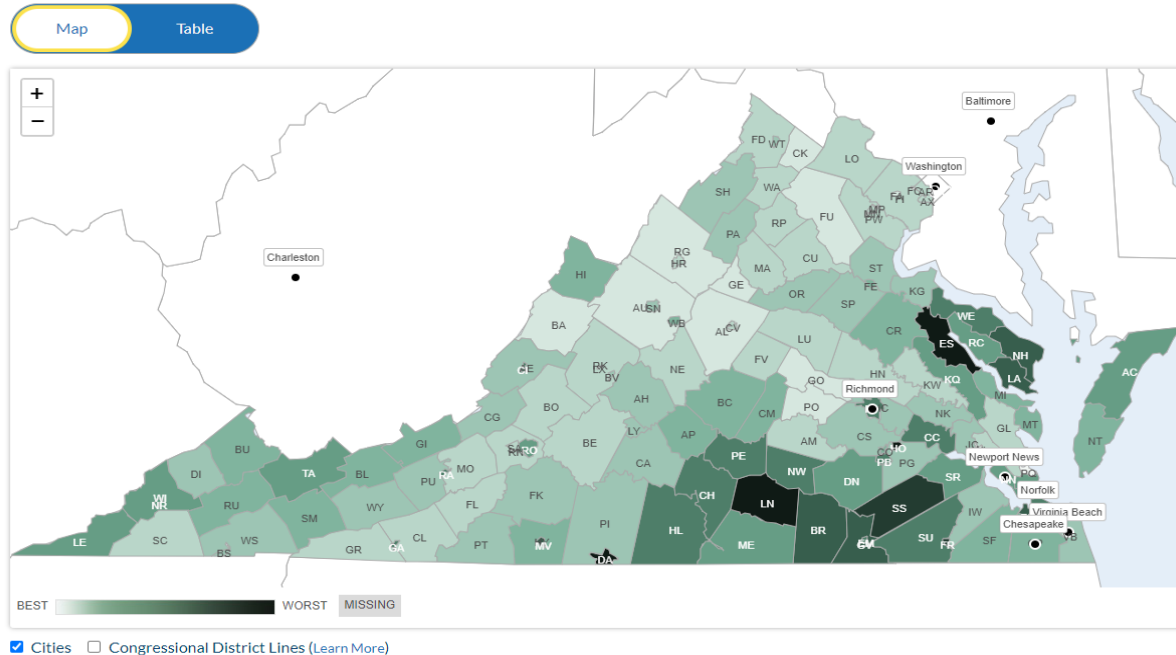 Map Table
+
−
Baltimore
FD WT CK LO
Washington
SH WA FC
AX
FU
RP
PA
RG
HR
HI
Charleston
MA CU ST
GE FE
OR KG
SP
WE
AU SN WB
BA
AL CV
CR
ES RC
NH
LU
LA
AC
NE FV
BV
GO HN KQ
KW
Richmond
MI
CG BO AH BC CM PO
NK
MT
GL
NT
BU GI
LY AP AM CS CC
BE RO
PE
Newport News
DI TA BL PU RA MO CA NW PB PG
DN SR
WI
NR
RU SM WY FL FK CH
Norfolk
LN SS IW
Virginia Beach
Chesapeake
LE SC WS GR CL PT MV PI HL ME BR SU FR SF VB
BS GA DA
BEST WORST MISSING
Cities Congressional District Lines (Learn More)